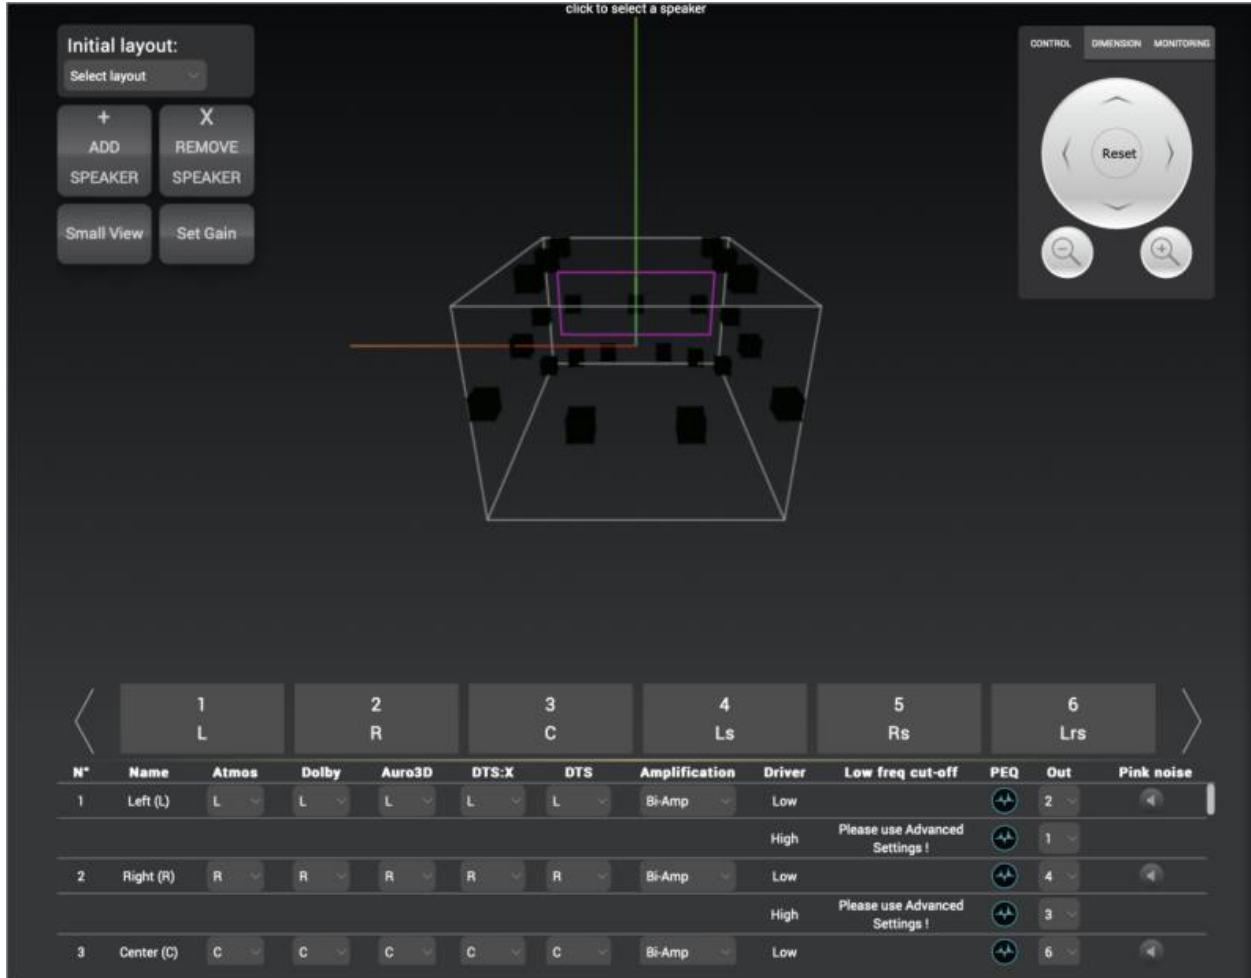 click to select a speaker
Initial layout:
Select layout
+
ADD
SPEAKER
X
REMOVE
SPEAKER
Small View
Set Gain
CONTROL DIMENSION MONITORING
Reset
1 2 3 4 5 6
L R C Ls Rs Lrs
N° Name Atmos Dolby Auro3D DTS:X DTS Amplification Driver Low freq cut-off PEQ Out Pink noise
1 Left (L) L L L L L Bi-Amp Low 2
High Please use Advanced 1
Settings !
2 Right (R) R R R R R Bi-Amp Low 4
High Please use Advanced 3
Settings !
3 Center (C) C C C C C Bi-Amp Low 6